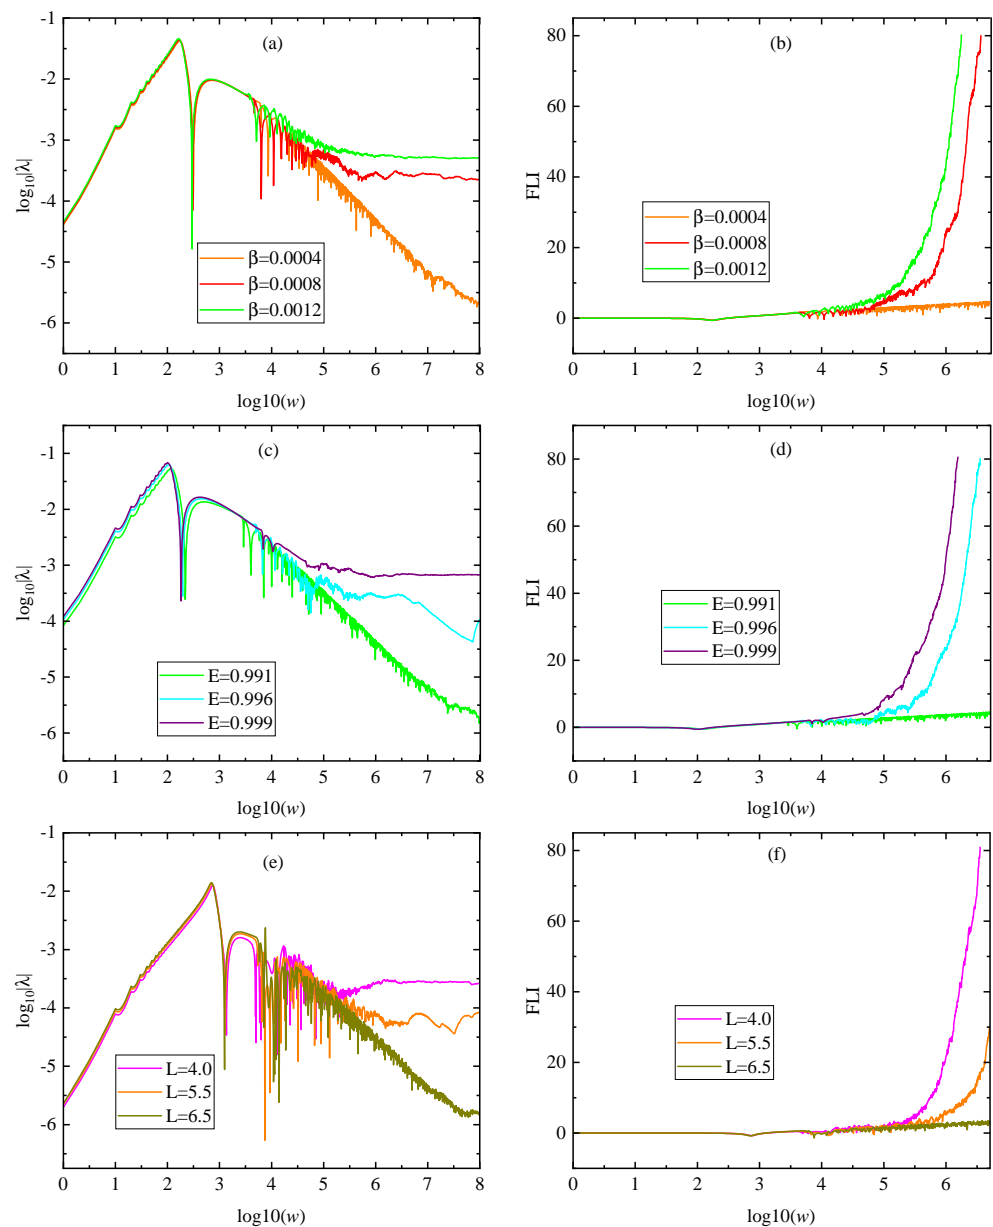 (a)
log10|λ|
-1
-2
-3
-4
-5
-6
β=0.0004
β=0.0008
β=0.0012
0 1 2 3 4 5 6 7 8
log10(w)
(b)
FLI
80
60
40
20
0
β=0.0004
β=0.0008
β=0.0012
0 1 2 3 4 5 6
log10(w)
(c)
log10|λ|
-1
-2
-3
-4
-5
-6
E=0.991
E=0.996
E=0.999
0 1 2 3 4 5 6 7 8
log10(w)
(d)
FLI
80
60
40
20
0
E=0.991
E=0.996
E=0.999
0 1 2 3 4 5 6
log10(w)
(e)
log10|λ|
-1
-2
-3
-4
-5
-6
L=4.0
L=5.5
L=6.5
0 1 2 3 4 5 6 7 8
log10(w)
(f)
FLI
80
60
40
20
0
L=4.0
L=5.5
L=6.5
0 1 2 3 4 5 6
log10(w)